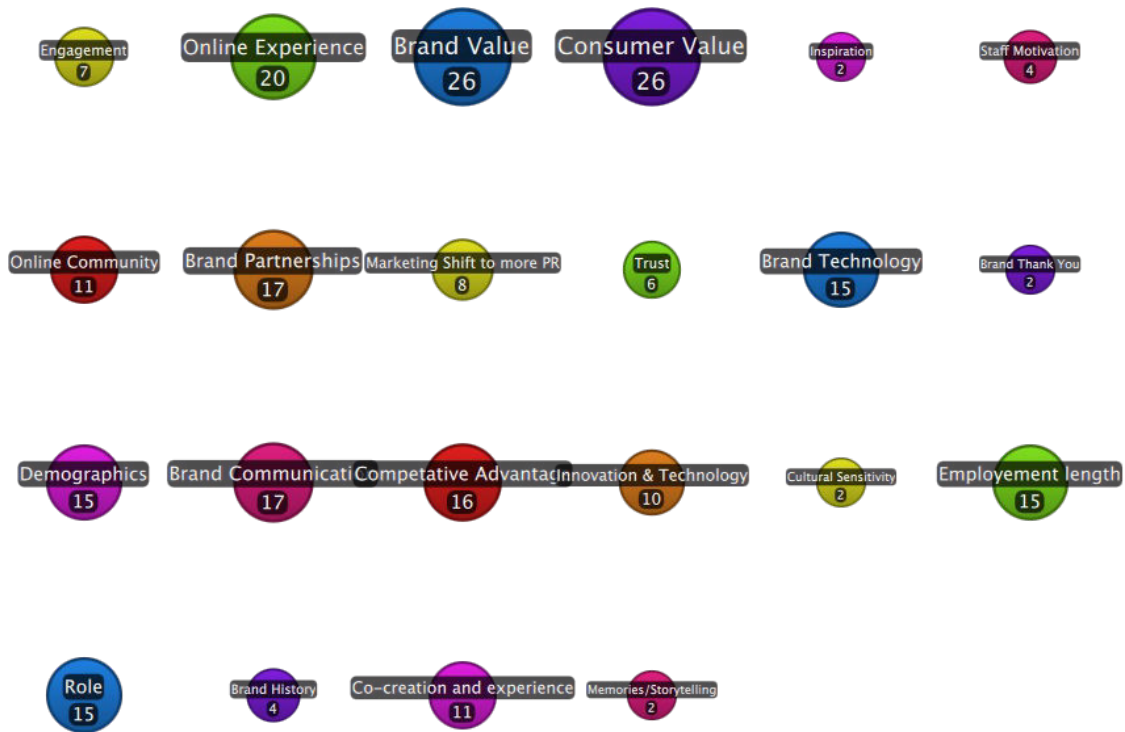 Engagement
7
Online Experience
20
Brand Value
26
Consumer Value
26
Inspiration
2
Staff Motivation
4
Online Community
11
Brand Partnerships
17
Marketing Shift to more PR
8
Trust
6
Brand Technology
15
Brand Thank You
2
Demographics
15
Brand Communicati
17
Competative Advantag
16
Innovation & Technology
10
Cultural Sensitivity
2
Employement length
15
Role
15
Brand History
4
Co-creation and experience
11
Memories/Storytelling
2